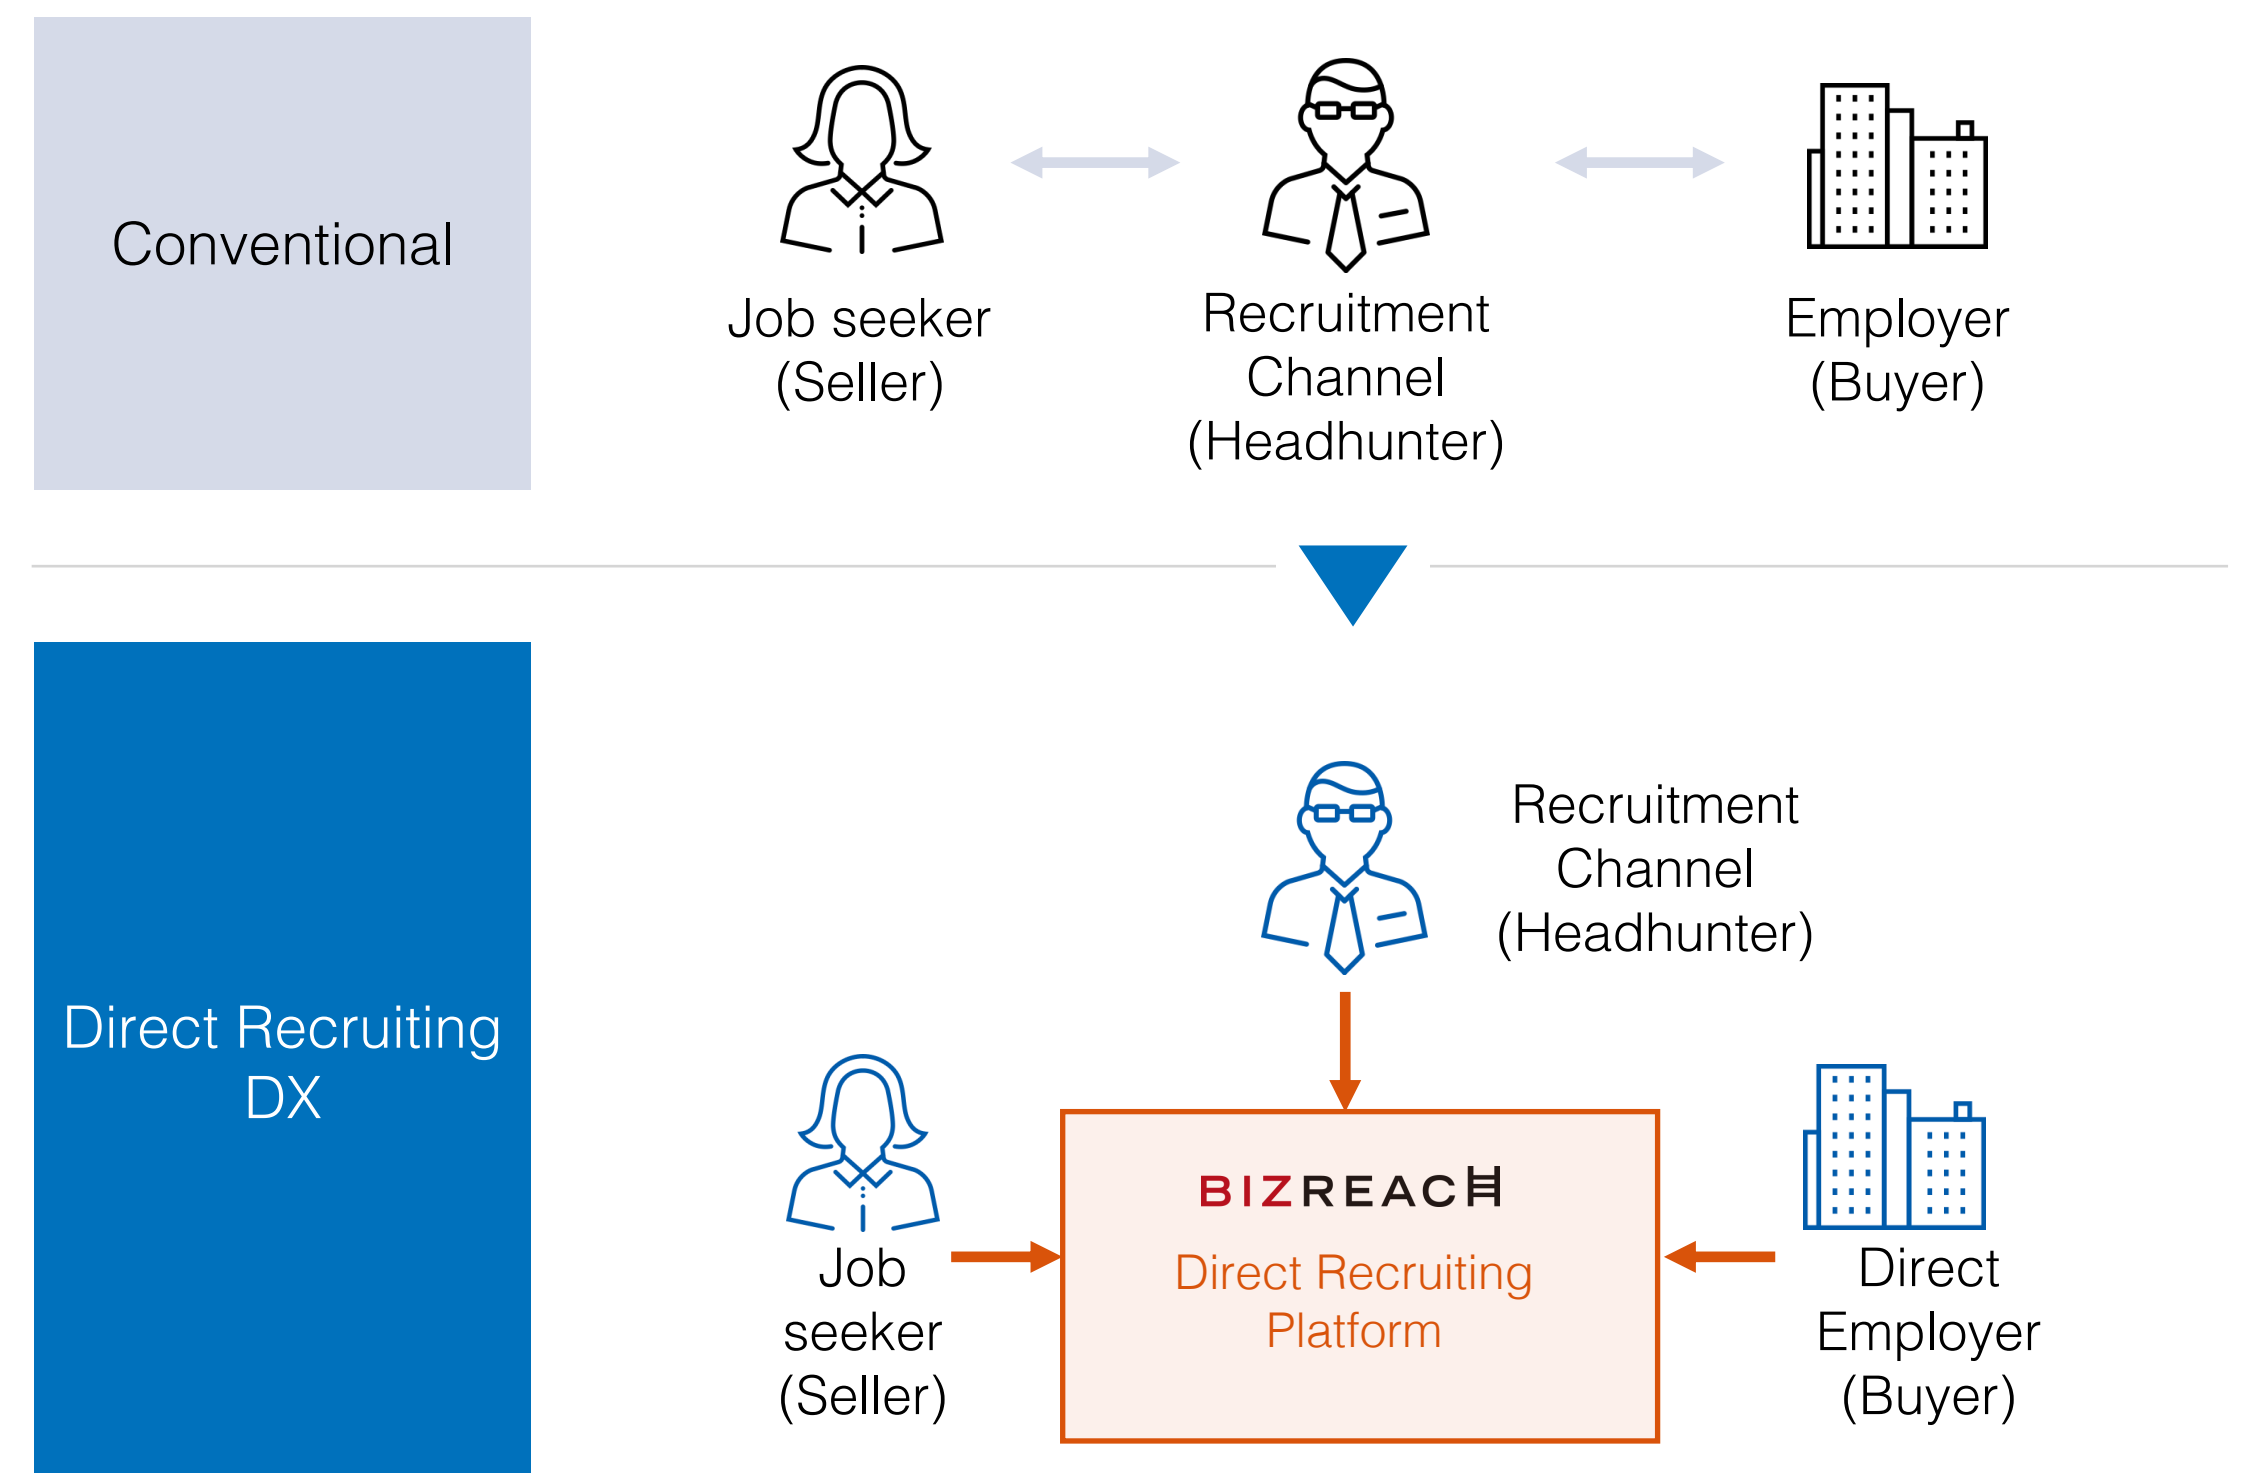 Conventional
Job seeker
(Seller)
Recruitment
Channel
(Headhunter)
Employer
(Buyer)
Direct Recruiting
DX
Recruitment
Channel
(Headhunter)
Job
seeker
(Seller)
BIZREACH
Direct Recruiting
Platform
Direct
Employer
(Buyer)